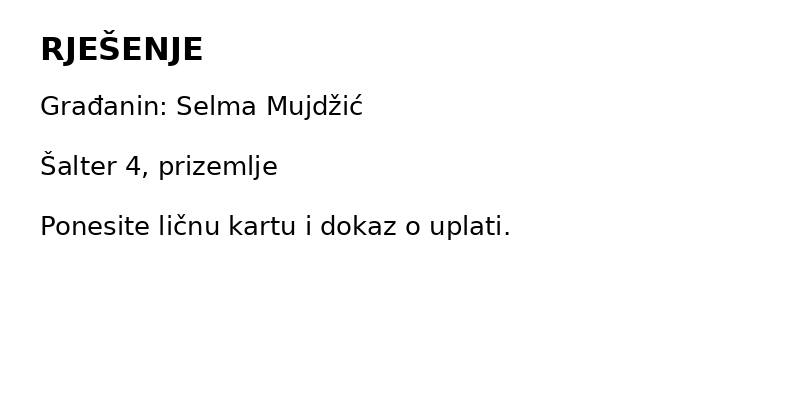 RJEŠENJE
Građanin: Selma Mujdžić
Šalter 4, prizemlje
Ponesite ličnu kartu i dokaz o uplati.